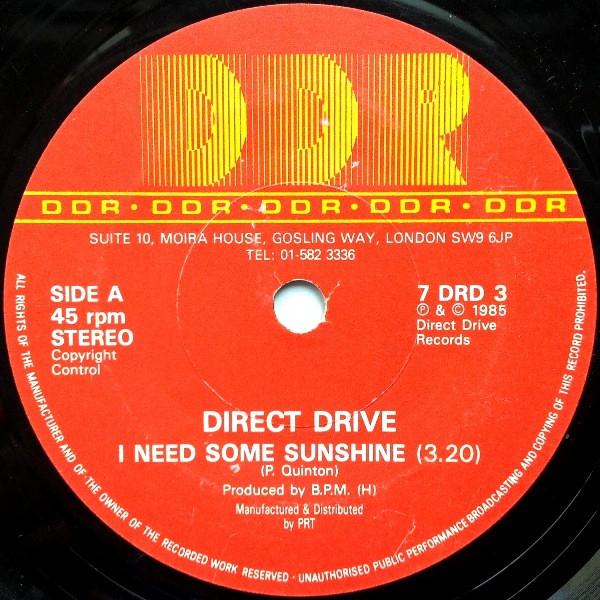 DDR
DDR · DDR · DDR · DDR · DDR
SUITE 10, MOIRA HOUSE, GOSLING WAY, LONDON SW9 6JP
TEL: 01-582 3336
SIDE A
45 rpm
STEREO
Copyright
Control
7 DRD 3
℗ & © 1985
Direct Drive
Records
DIRECT DRIVE
I NEED SOME SUNSHINE (3.20)
(P. Quinton)
Produced by B.P.M. (H)
Manufactured & Distributed
by PRT
ALL RIGHTS OF THE MANUFACTURER AND OF THE OWNER OF THE RECORDED WORK RESERVED · UNAUTHORISED PUBLIC PERFORMANCE BROADCASTING AND COPYING OF THIS RECORD PROHIBITED.